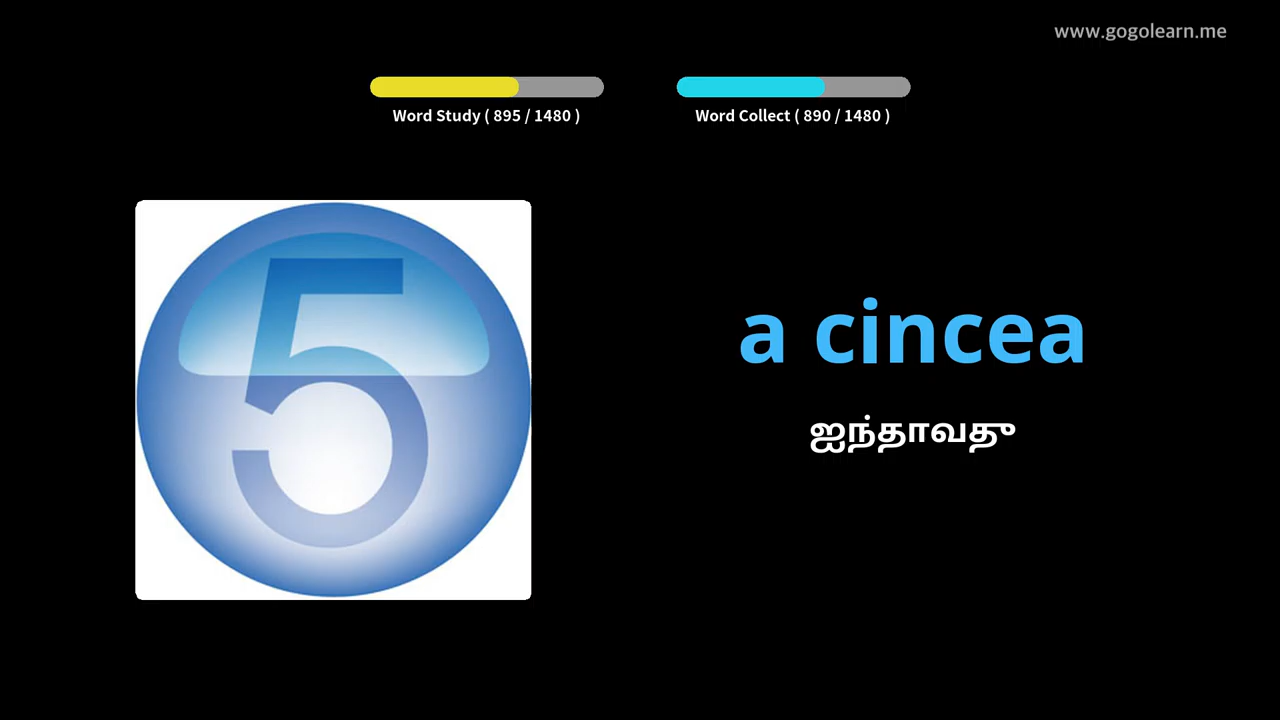 www.gogolearn.me
Word Study ( 895 / 1480 )
Word Collect ( 890 / 1480 )
5
a cincea
ஐந்தாவது